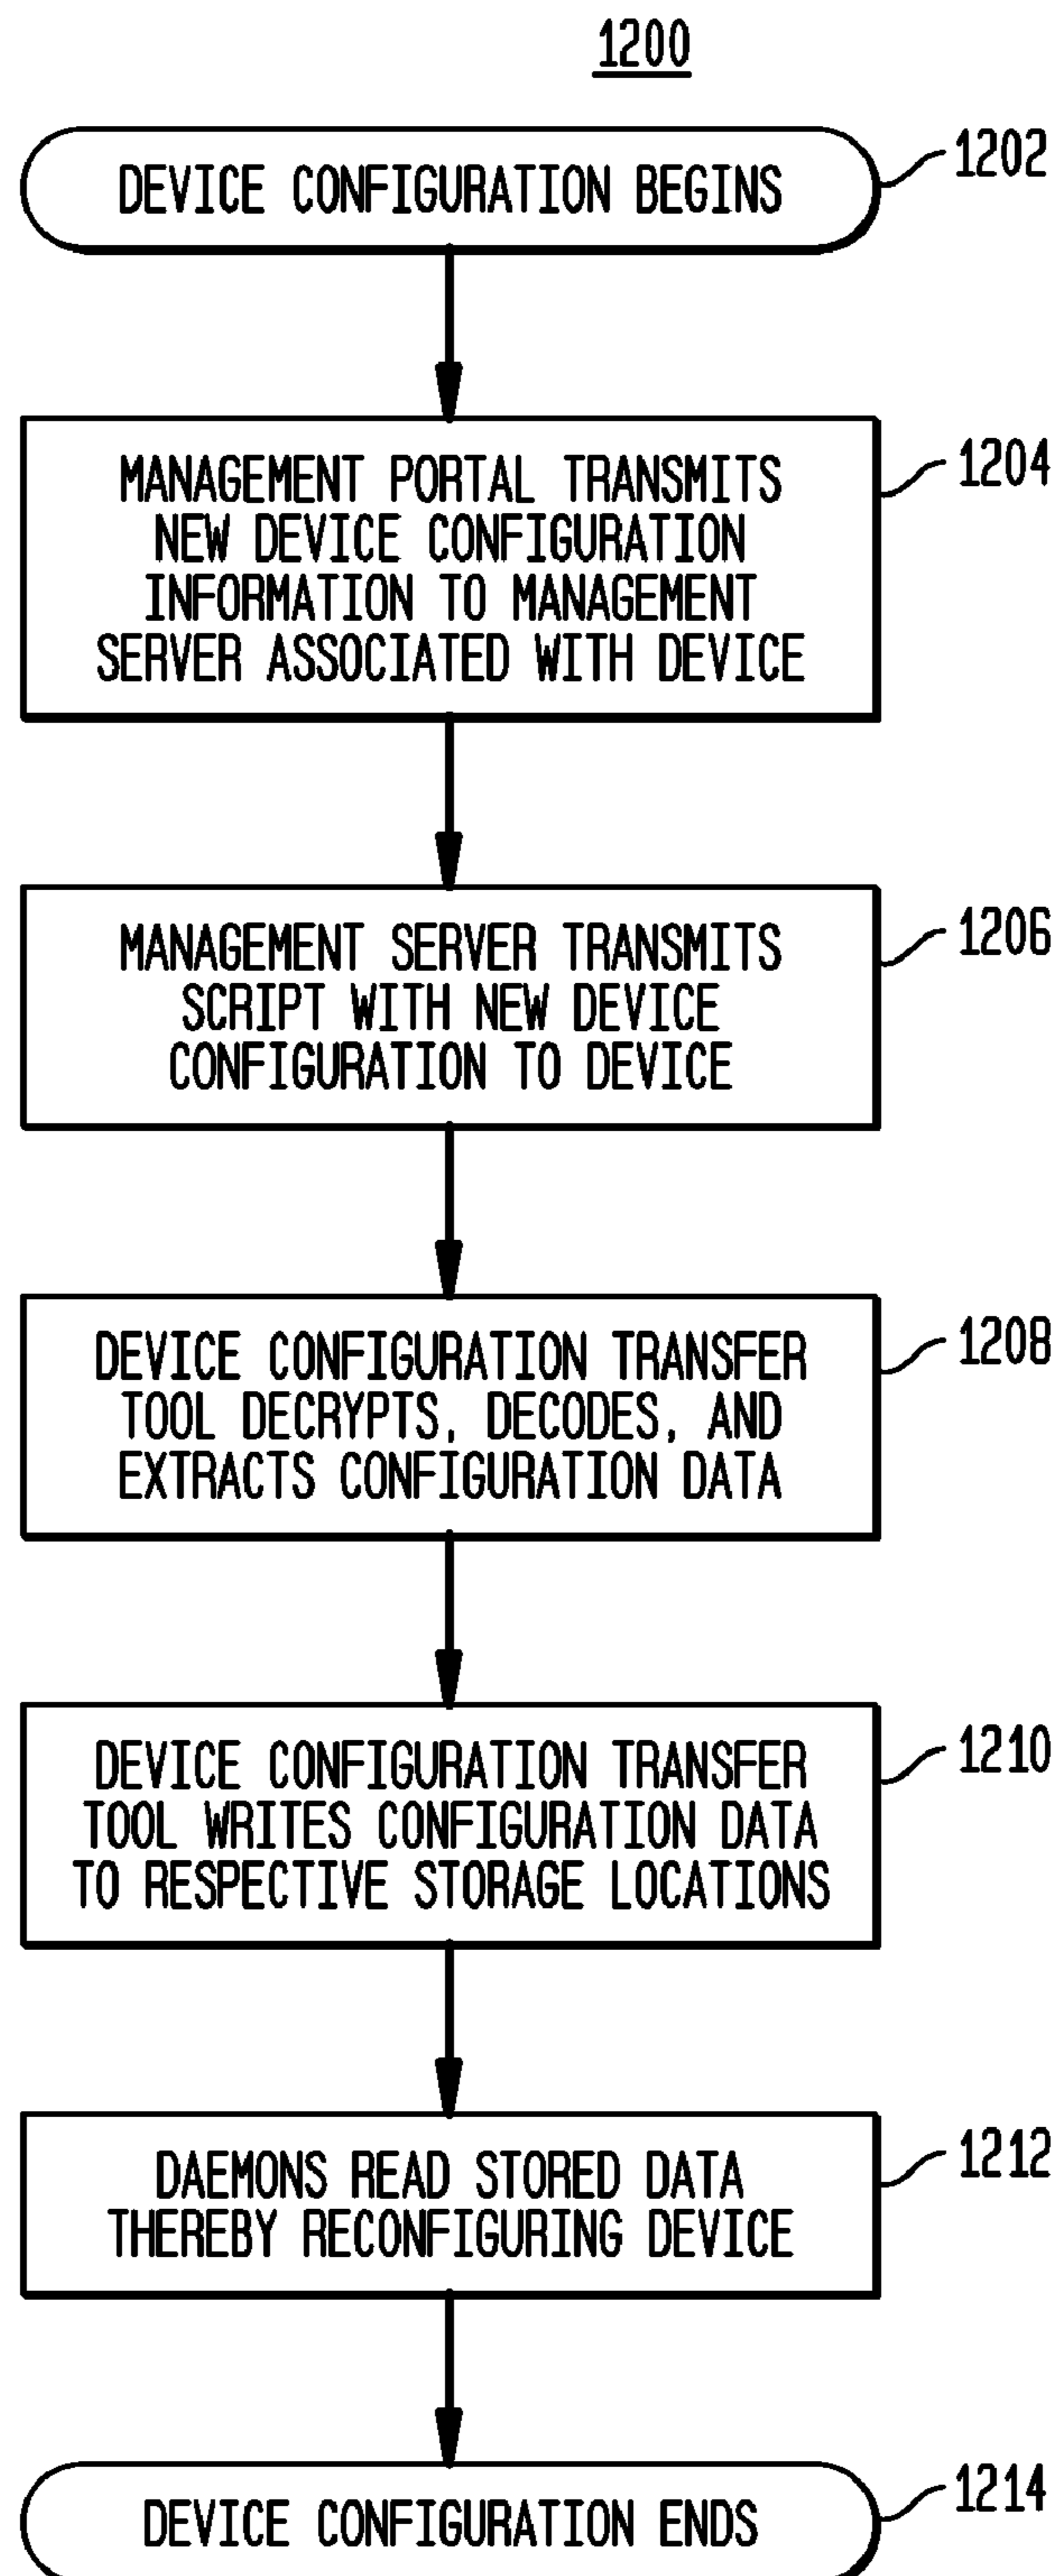 1200
DEVICE CONFIGURATION BEGINS
1202
MANAGEMENT PORTAL TRANSMITS
NEW DEVICE CONFIGURATION
INFORMATION TO MANAGEMENT
SERVER ASSOCIATED WITH DEVICE
1204
MANAGEMENT SERVER TRANSMITS
SCRIPT WITH NEW DEVICE
CONFIGURATION TO DEVICE
1206
DEVICE CONFIGURATION TRANSFER
TOOL DECRYPTS, DECODES, AND
EXTRACTS CONFIGURATION DATA
1208
DEVICE CONFIGURATION TRANSFER
TOOL WRITES CONFIGURATION DATA
TO RESPECTIVE STORAGE LOCATIONS
1210
DAEMONS READ STORED DATA
THEREBY RECONFIGURING DEVICE
1212
DEVICE CONFIGURATION ENDS
1214